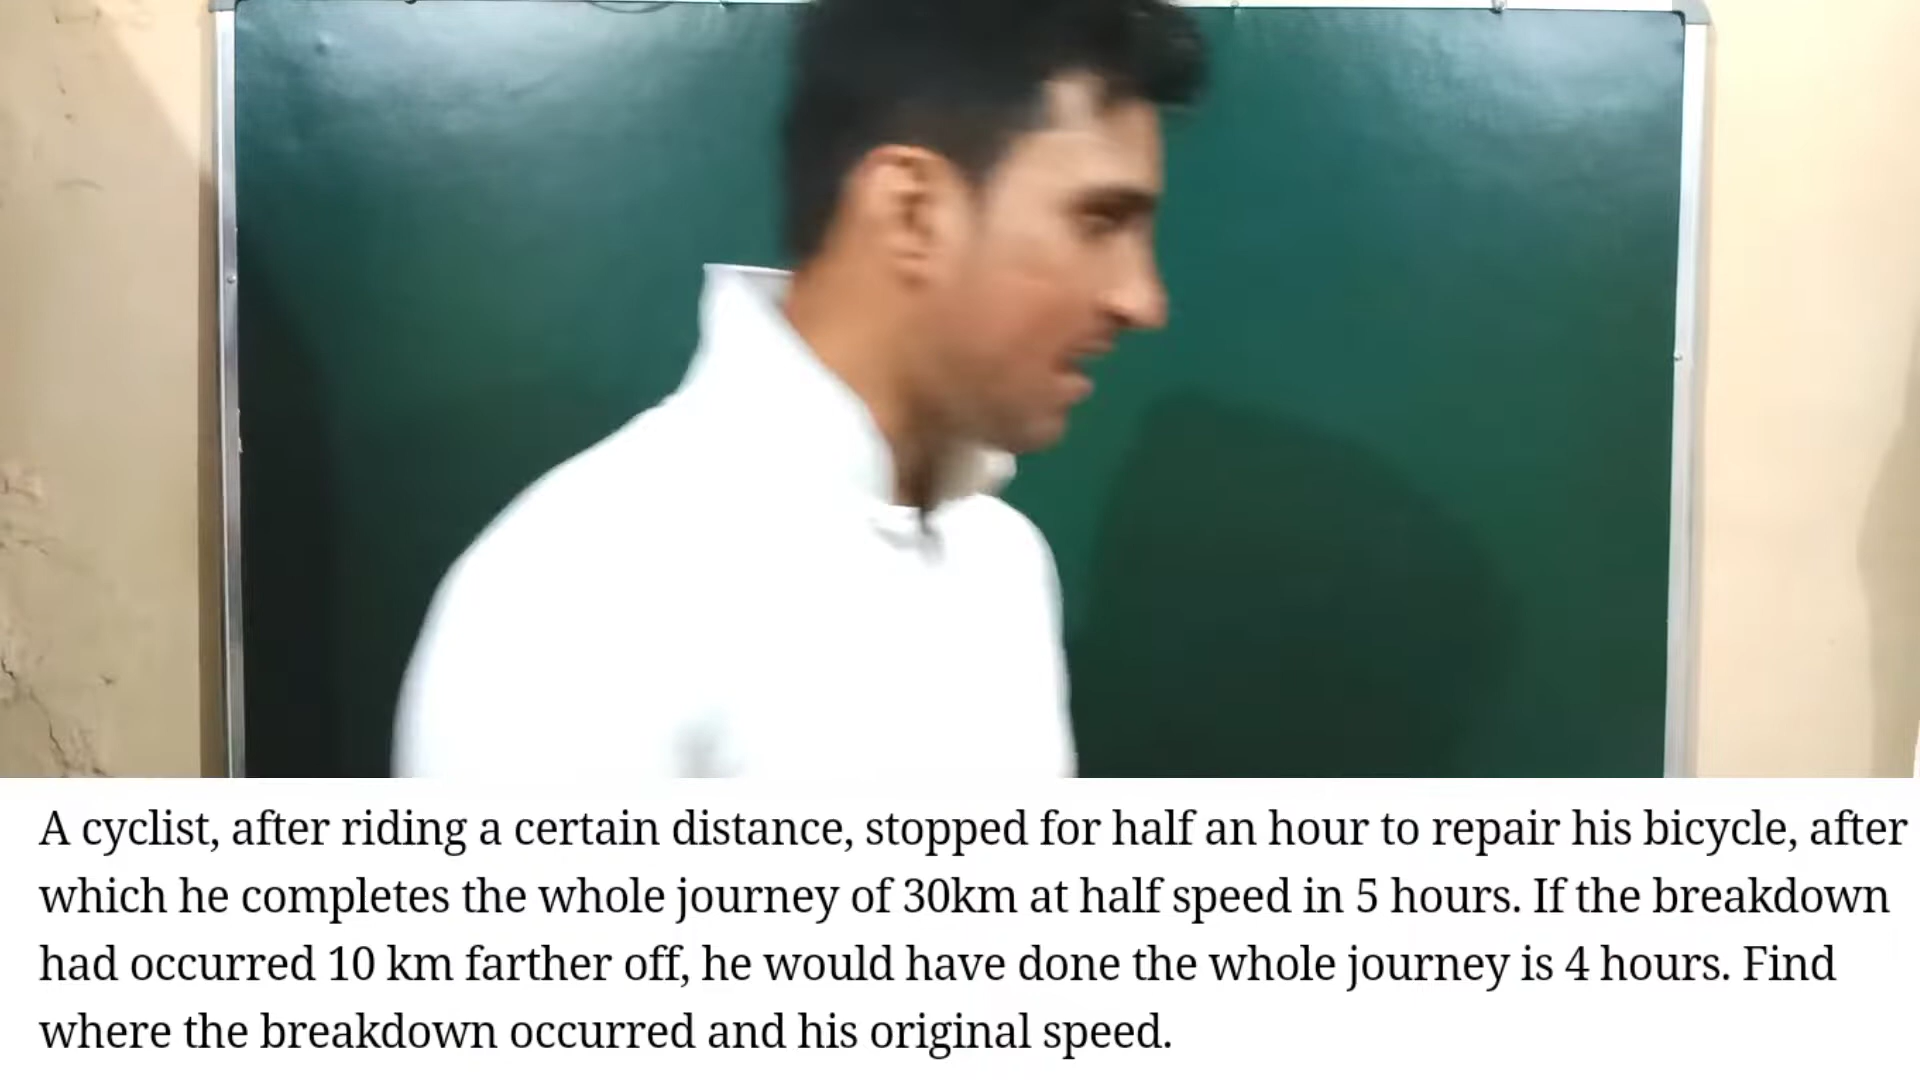 A cyclist, after riding a certain distance, stopped for half an hour to repair his bicycle, after
which he completes the whole journey of 30km at half speed in 5 hours. If the breakdown
had occurred 10 km farther off, he would have done the whole journey is 4 hours. Find
where the breakdown occurred and his original speed.